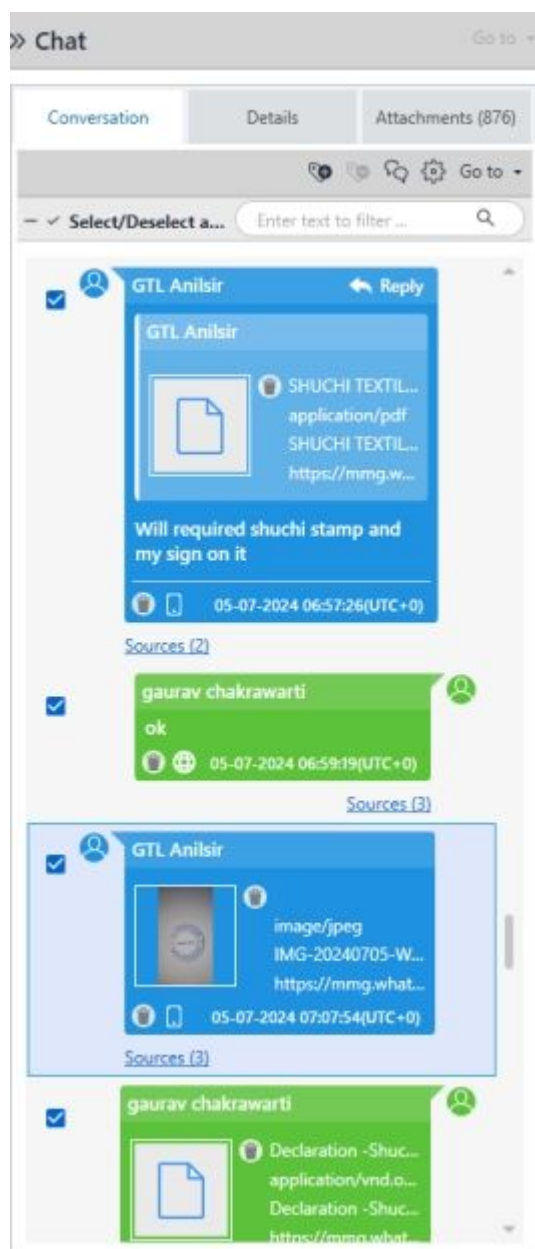 » Chat
Go to
Conversation
Details
Attachments (876)
Go to
Select/Deselect a...
Enter text to filter ...
GTL Anilsir
Reply
GTL Anilsir
SHUCHI TEXTIL...
application/pdf
SHUCHI TEXTIL...
https://mmg.w...
Will required shuchi stamp and
my sign on it
05-07-2024 06:57:26(UTC+0)
Sources (2)
gaurav chakrawarti
ok
05-07-2024 06:59:19(UTC+0)
Sources (3)
GTL Anilsir
image/jpeg
IMG-20240705-W...
https://mmg.what...
05-07-2024 07:07:54(UTC+0)
Sources (3)
gaurav chakrawarti
Declaration -Shuc...
application/vnd.o...
Declaration -Shuc...
https://mmg.what...